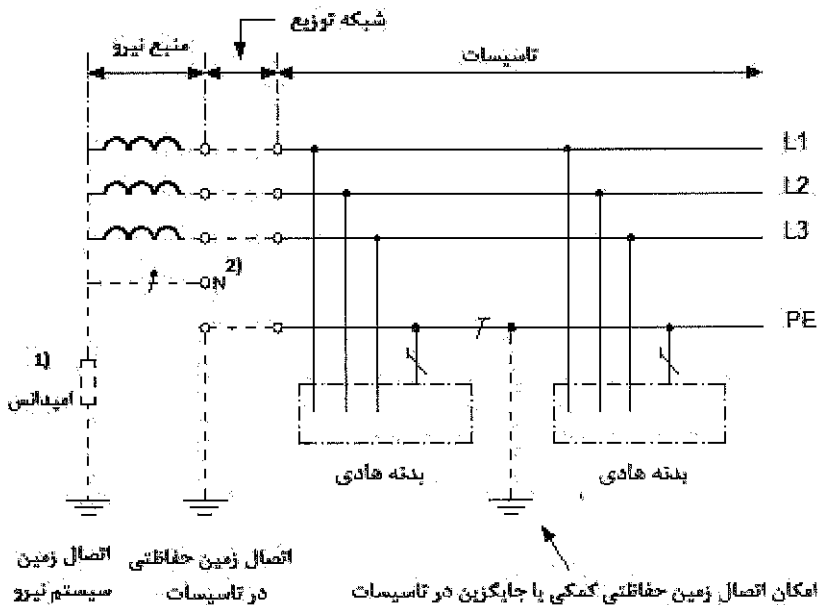 شبکه توزیع
منبع نیرو
تاسیسات
L1
L2
L3
N 2)
PE
1)
امپدانس
بدنه هادی
بدنه هادی
اتصال زمین
سیستم نیرو
اتصال زمین حفاظتی
در تاسیسات
امکان اتصال زمین حفاظتی کمکی یا جایگزین در تاسیسات